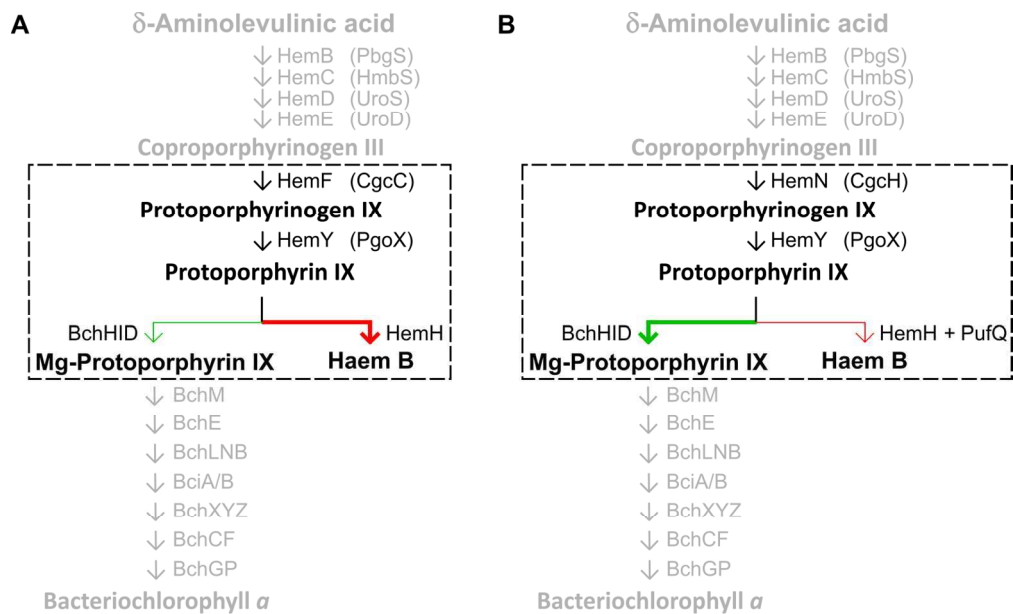 A
δ-Aminolevulinic acid
HemB (PbgS)
HemC (HmbS)
HemD (UroS)
HemE (UroD)
Coproporphyrinogen III
HemF (CgcC)
Protoporphyrinogen IX
HemY (PgoX)
Protoporphyrin IX
BchHID
HemH
Mg-Protoporphyrin IX
Haem B
BchM
BchE
BchLNB
BciA/B
BchXYZ
BchCF
BchGP
Bacteriochlorophyll a
B
δ-Aminolevulinic acid
HemB (PbgS)
HemC (HmbS)
HemD (UroS)
HemE (UroD)
Coproporphyrinogen III
HemN (CgcH)
Protoporphyrinogen IX
HemY (PgoX)
Protoporphyrin IX
BchHID
HemH + PufQ
Mg-Protoporphyrin IX
Haem B
BchM
BchE
BchLNB
BciA/B
BchXYZ
BchCF
BchGP
Bacteriochlorophyll a